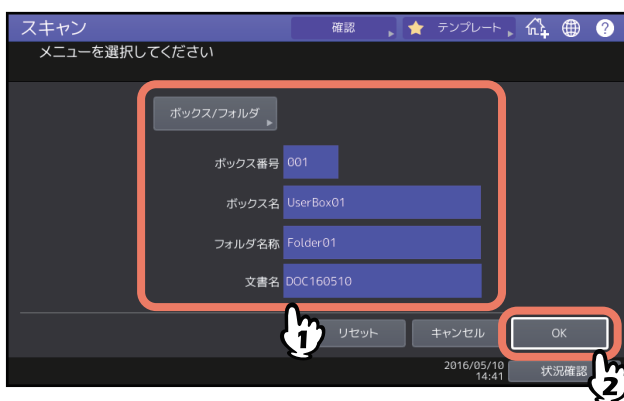 スキャン 確認 テンプレート ?
メニューを選択してください
ボックス/フォルダ
ボックス番号 001
ボックス名 UserBox01
フォルダ名称 Folder01
文書名 DOC160510
1
リセット キャンセル OK
2016/05/10
14:41
状況確認
2